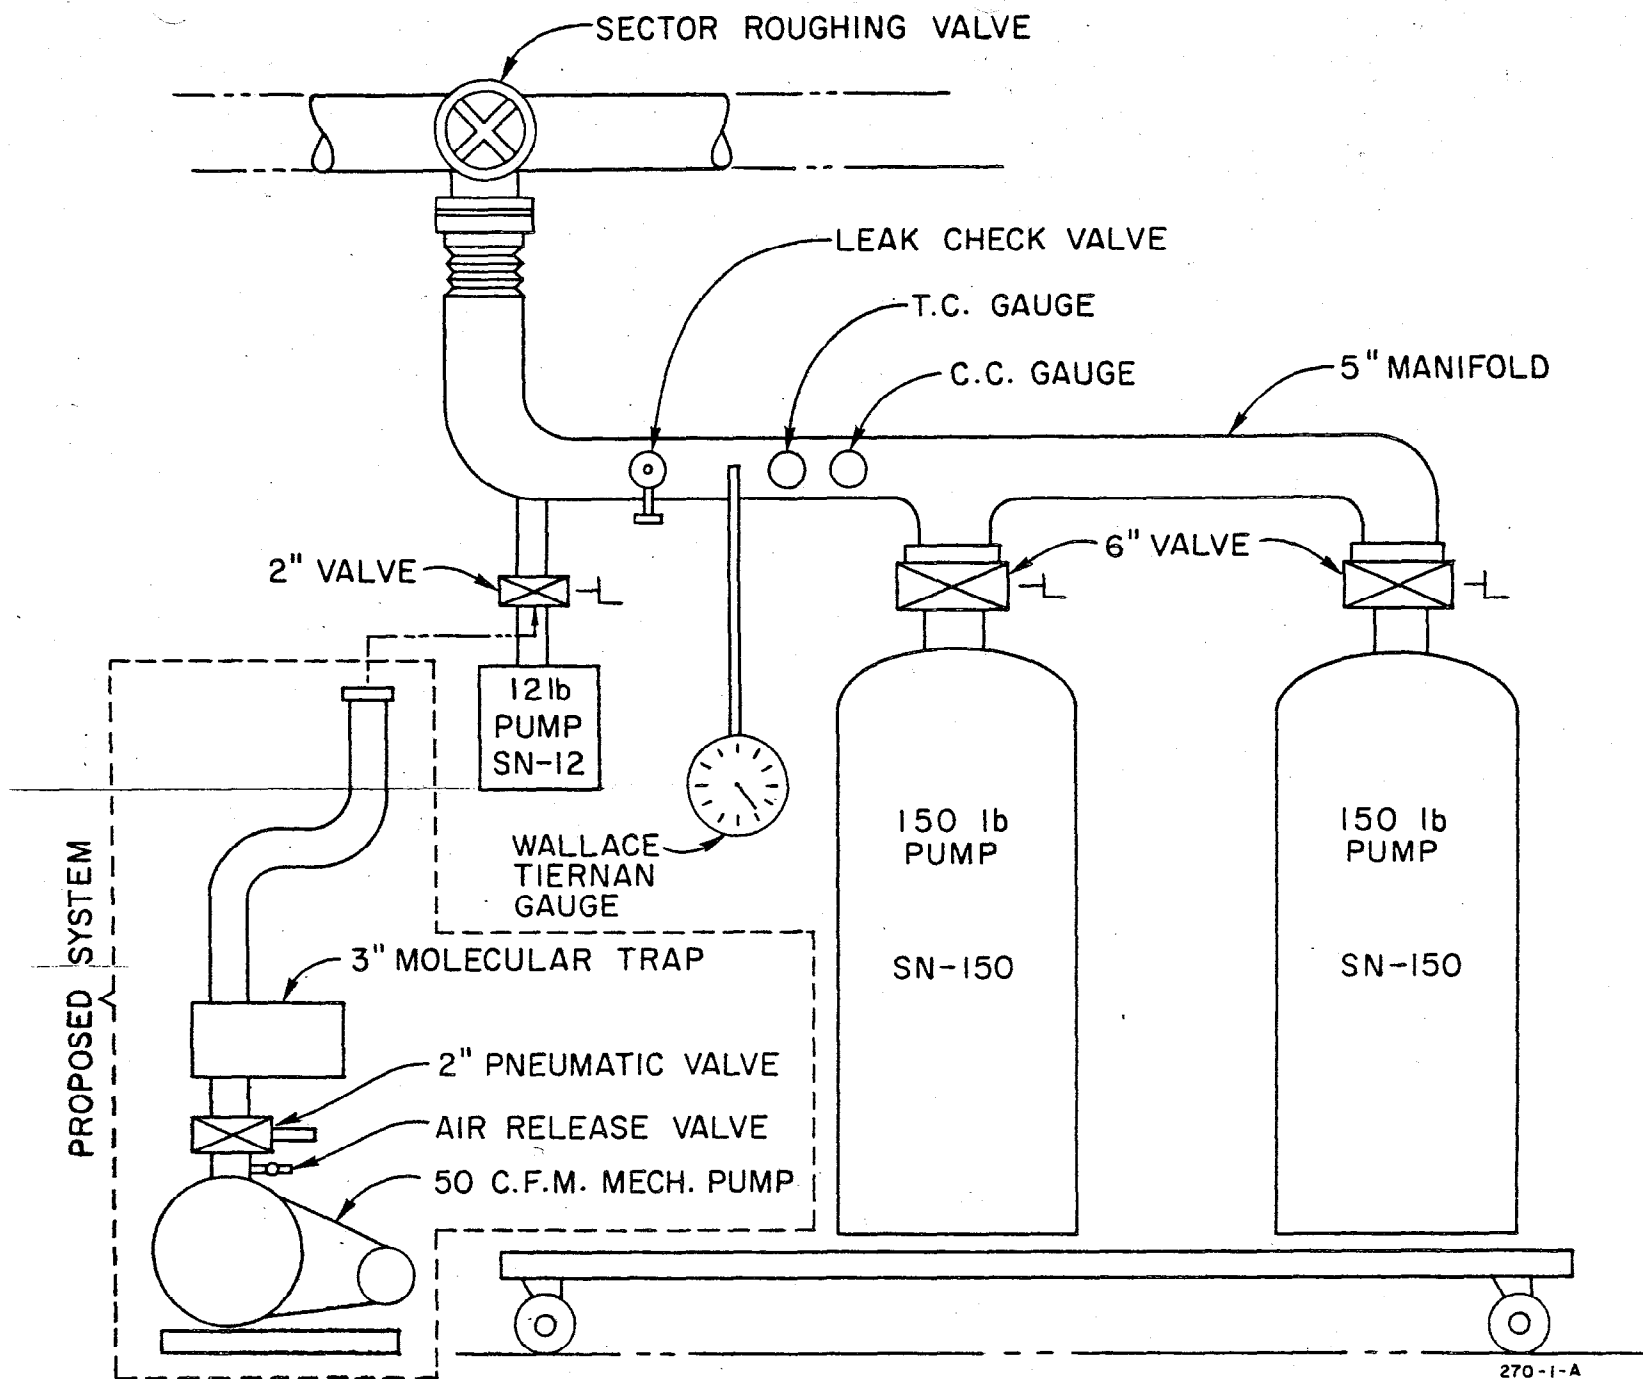 SECTOR ROUGHING VALVE
LEAK CHECK VALVE
T.C. GAUGE
C.C. GAUGE
5" MANIFOLD
2" VALVE
6" VALVE
12 lb
PUMP
SN-12
WALLACE
TIERNAN
GAUGE
150 lb
PUMP
SN-150
150 lb
PUMP
SN-150
PROPOSED SYSTEM
3" MOLECULAR TRAP
2" PNEUMATIC VALVE
AIR RELEASE VALVE
50 C.F.M. MECH. PUMP
270-1-A